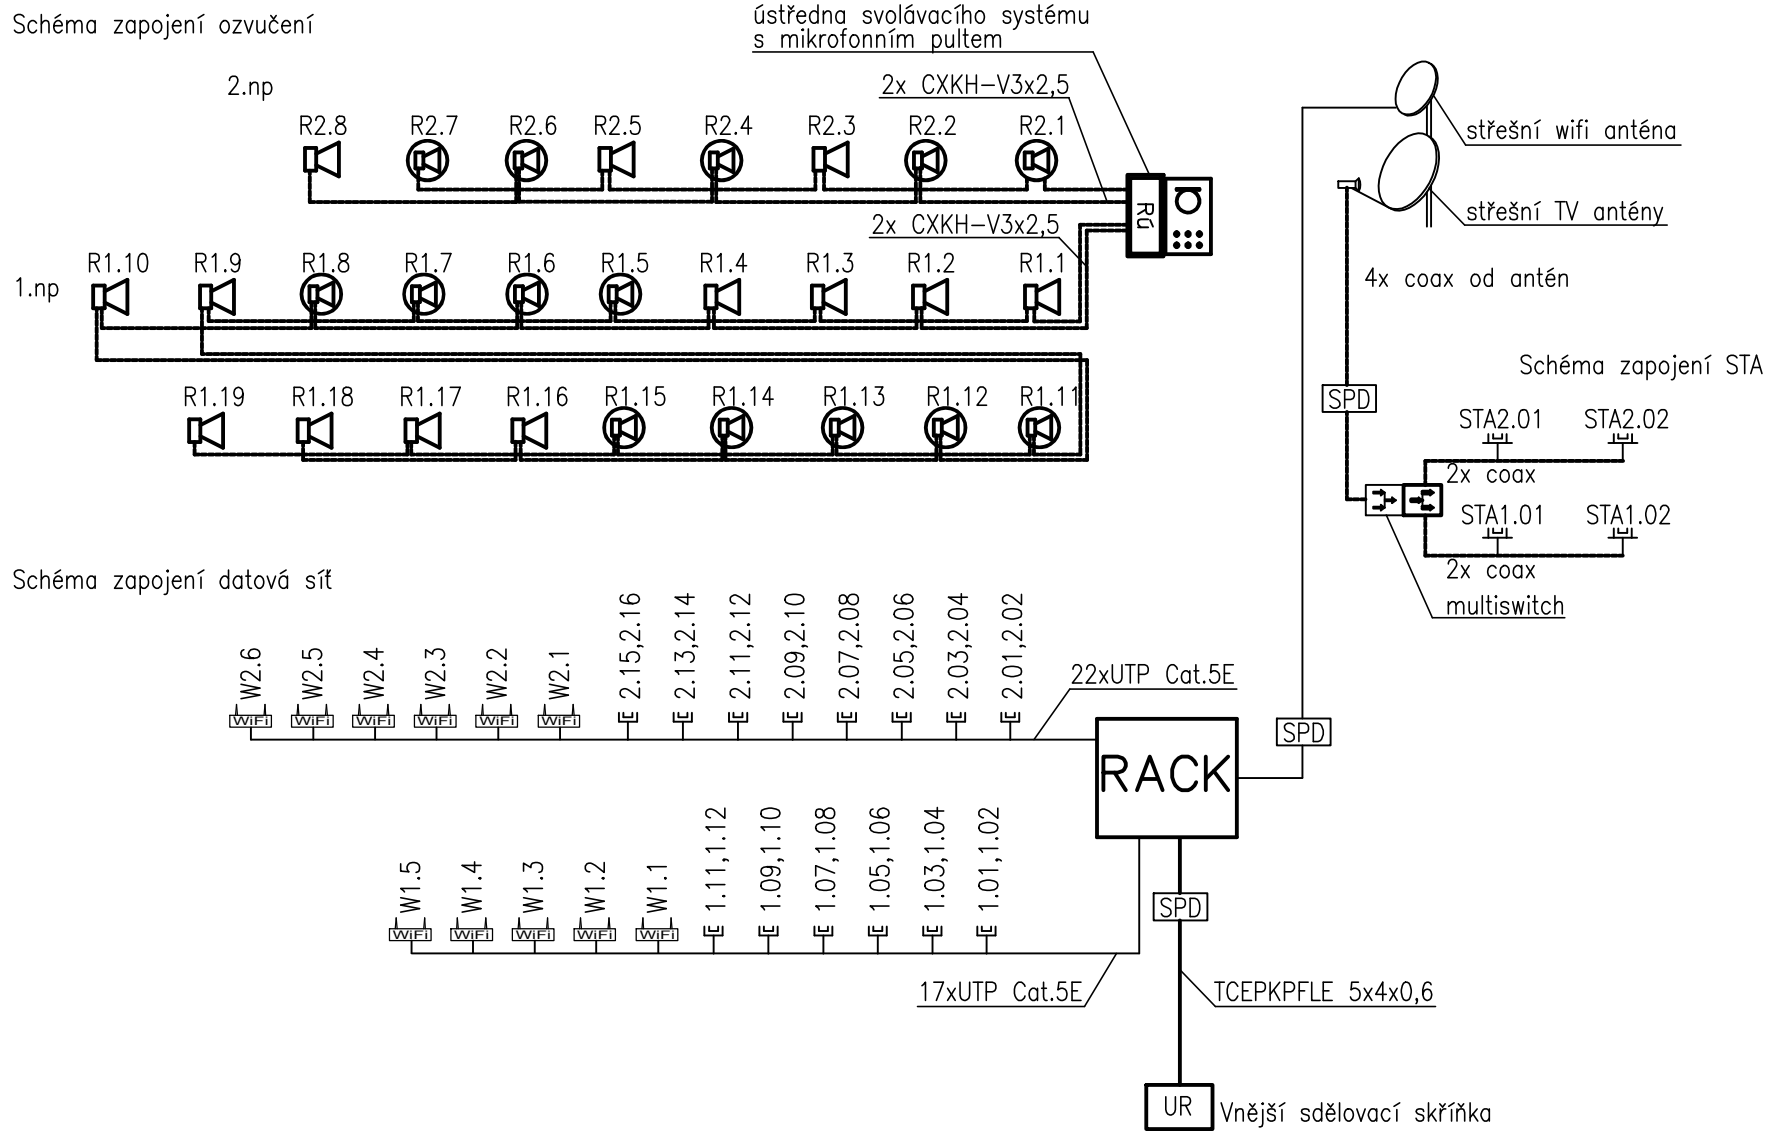 Schéma zapojení ozvučení
ústředna svolávacího systému
s mikrofonním pultem
2.np
2x CXKH-V3x2,5
R2.8 R2.7 R2.6 R2.5 R2.4 R2.3 R2.2 R2.1
RÚ
2x CXKH-V3x2,5
1.np
R1.10 R1.9 R1.8 R1.7 R1.6 R1.5 R1.4 R1.3 R1.2 R1.1
R1.19 R1.18 R1.17 R1.16 R1.15 R1.14 R1.13 R1.12 R1.11
střešní wifi anténa
střešní TV antény
4x coax od antén
Schéma zapojení STA
SPD
STA2.01 STA2.02
2x coax
STA1.01 STA1.02
2x coax
multiswitch
Schéma zapojení datová síť
W2.6 W2.5 W2.4 W2.3 W2.2 W2.1 2.15,2.16 2.13,2.14 2.11,2.12 2.09,2.10 2.07,2.08 2.05,2.06 2.03,2.04 2.01,2.02
WiFi WiFi WiFi WiFi WiFi WiFi
22xUTP Cat.5E
SPD
RACK
W1.5 W1.4 W1.3 W1.2 W1.1 1.11,1.12 1.09,1.10 1.07,1.08 1.05,1.06 1.03,1.04 1.01,1.02
WiFi WiFi WiFi WiFi WiFi
SPD
17xUTP Cat.5E
TCEPKPFLE 5x4x0,6
UR
Vnější sdělovací skříňka